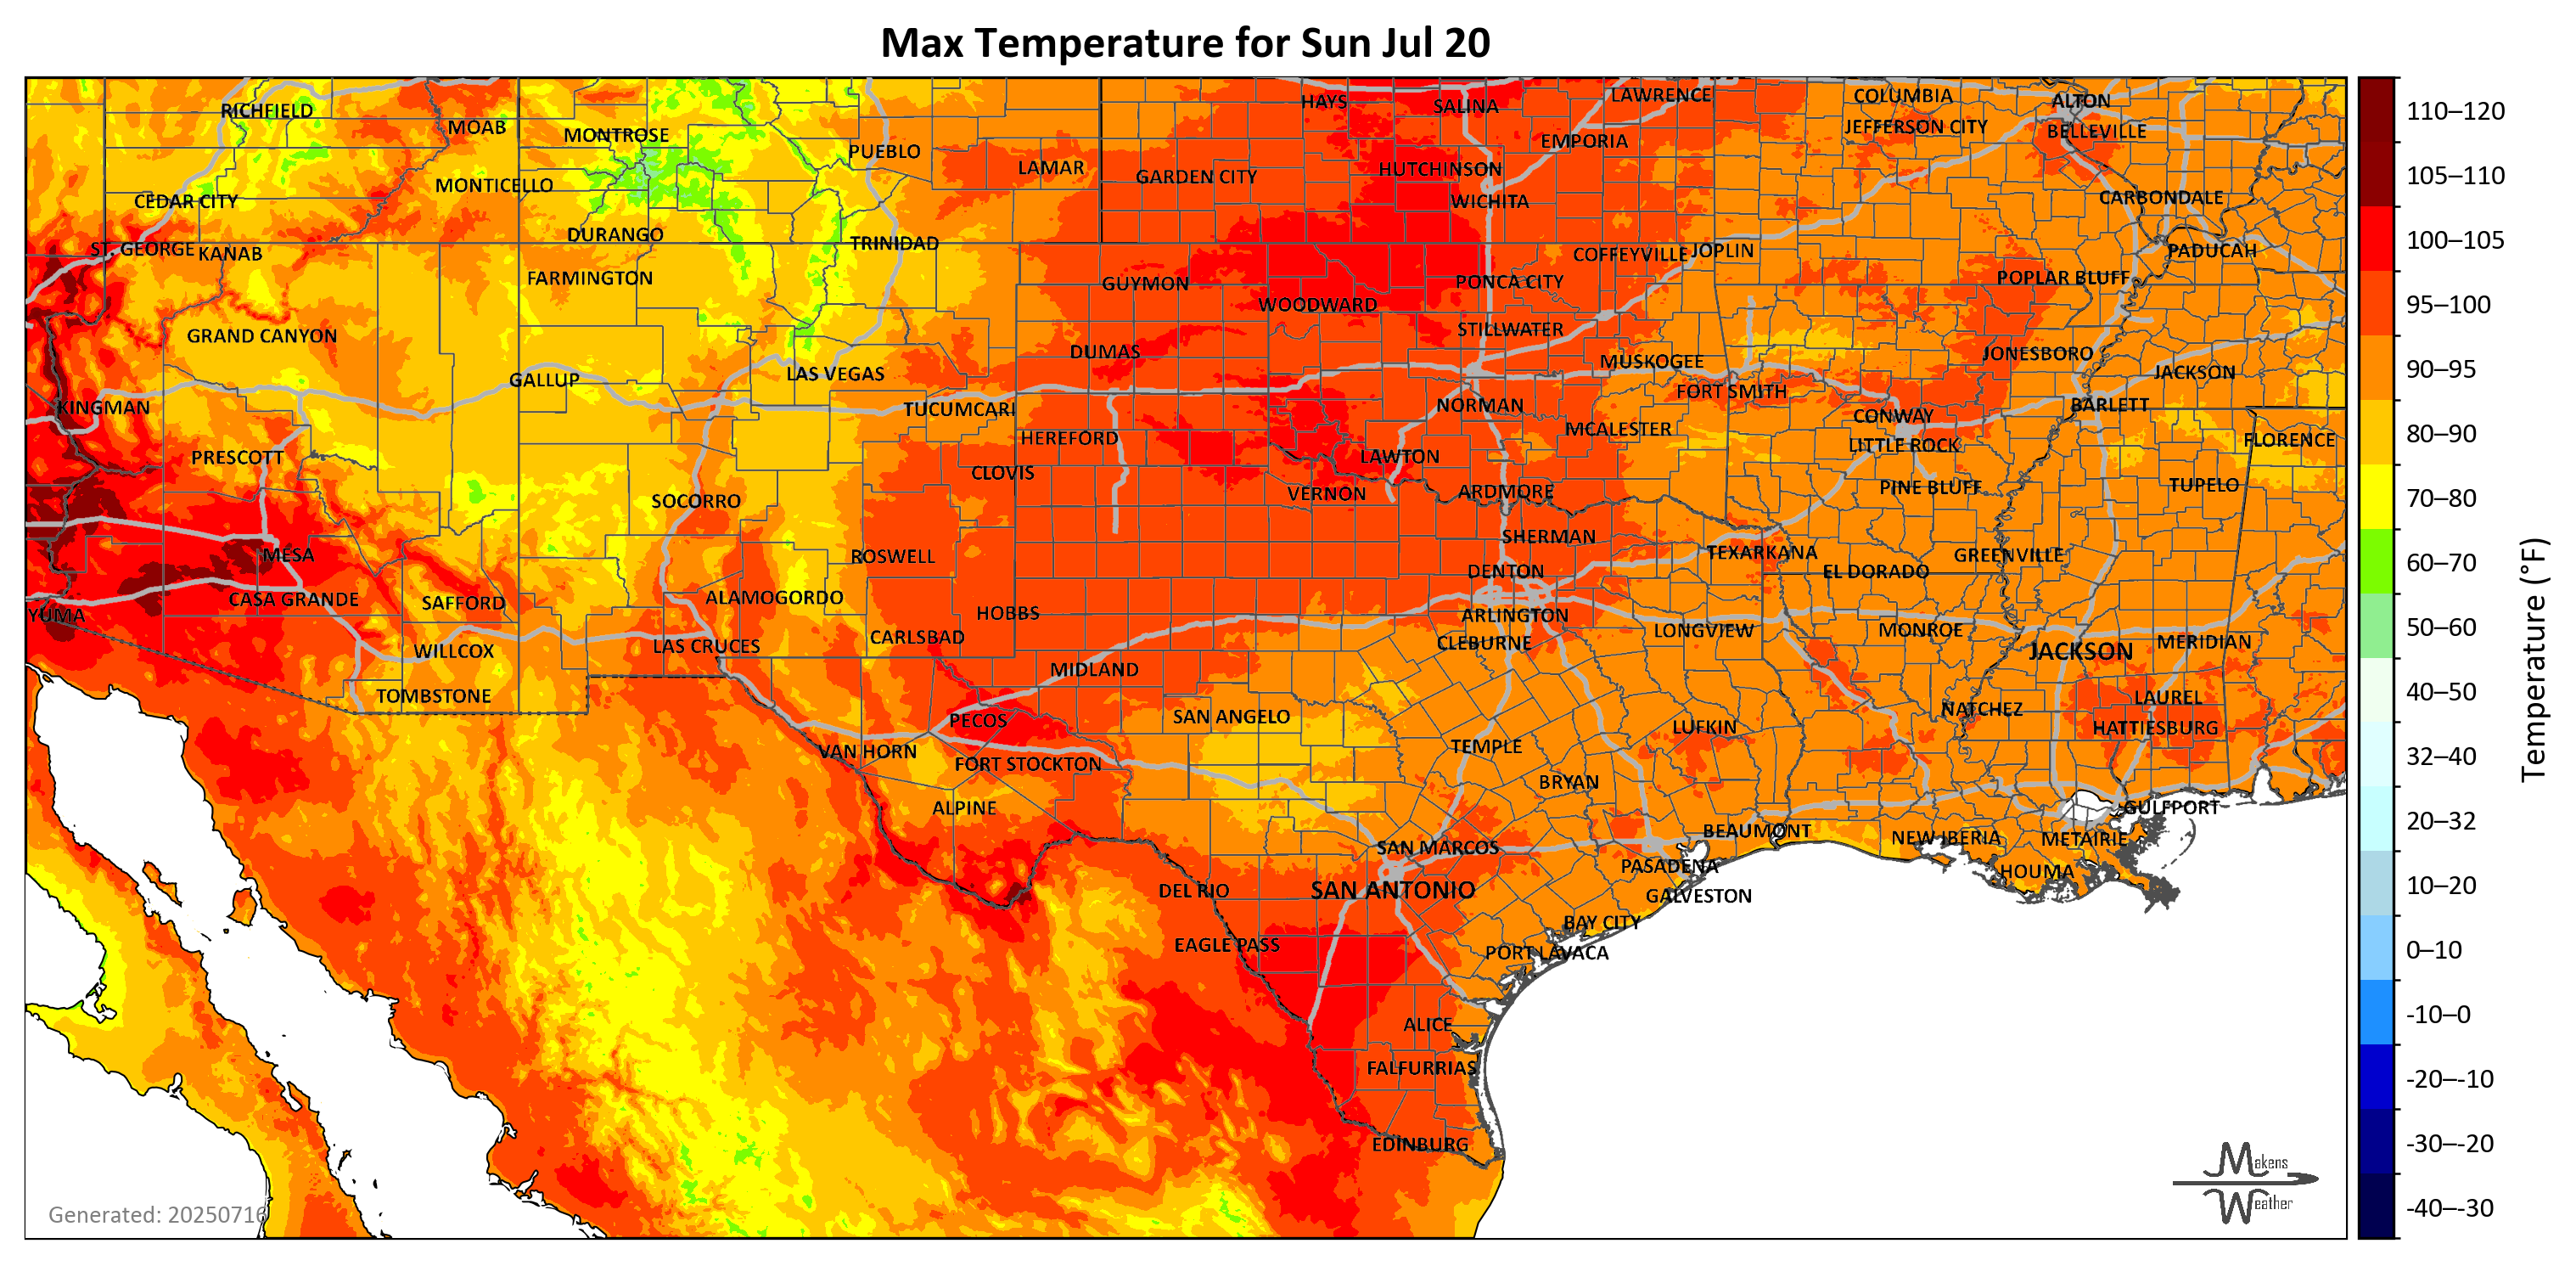 Max Temperature for Sun Jul 20
RICHFIELD
MOAB
MONTROSE
PUEBLO
LAMAR
HAYS
SALINA
LAWRENCE
COLUMBIA
ALTON
GARDEN CITY
HUTCHINSON
EMPORIA
JEFFERSON CITY
BELLEVILLE
CEDAR CITY
MONTICELLO
WICHITA
CARBONDALE
ST. GEORGE
KANAB
DURANGO
TRINIDAD
COFFEYVILLE
JOPLIN
PADUCAH
FARMINGTON
GUYMON
WOODWARD
PONCA CITY
POPLAR BLUFF
GRAND CANYON
DUMAS
STILLWATER
MUSKOGEE
JONESBORO
GALLUP
LAS VEGAS
FORT SMITH
JACKSON
KINGMAN
TUCUMCARI
NORMAN
CONWAY
BARLETT
HEREFORD
MCALESTER
LITTLE ROCK
FLORENCE
PRESCOTT
CLOVIS
LAWTON
SOCORRO
VERNON
ARDMORE
PINE BLUFF
TUPELO
MESA
ROSWELL
SHERMAN
TEXARKANA
GREENVILLE
DENTON
EL DORADO
YUMA
CASA GRANDE
SAFFORD
ALAMOGORDO
HOBBS
ARLINGTON
WILLCOX
LAS CRUCES
CARLSBAD
CLEBURNE
LONGVIEW
MONROE
JACKSON
MERIDIAN
TOMBSTONE
MIDLAND
PECOS
SAN ANGELO
NATCHEZ
LAUREL
VAN HORN
FORT STOCKTON
TEMPLE
LUFKIN
HATTIESBURG
ALPINE
BRYAN
GULFPORT
SAN MARCOS
BEAUMONT
NEW IBERIA
METAIRIE
DEL RIO
SAN ANTONIO
PASADENA
HOUMA
GALVESTON
EAGLE PASS
BAY CITY
PORT LAVACA
ALICE
FALFURRIAS
EDINBURG
Generated: 20250716
Makens
Weather
110–120
105–110
100–105
95–100
90–95
80–90
70–80
60–70
50–60
40–50
32–40
20–32
10–20
0–10
-10–0
-20–-10
-30–-20
-40–-30
Temperature (°F)